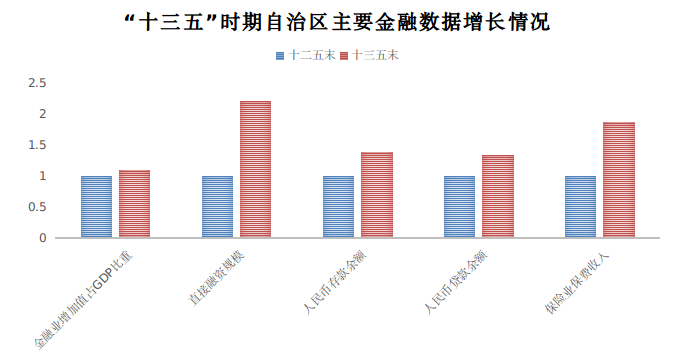 “十三五”时期自治区主要金融数据增长情况
十二五末 十三五末
2.5
2
1.5
1
0.5
0
金融业增加值占GDP比重
直接融资规模
人民币存款余额
人民币贷款余额
保险业保费收入